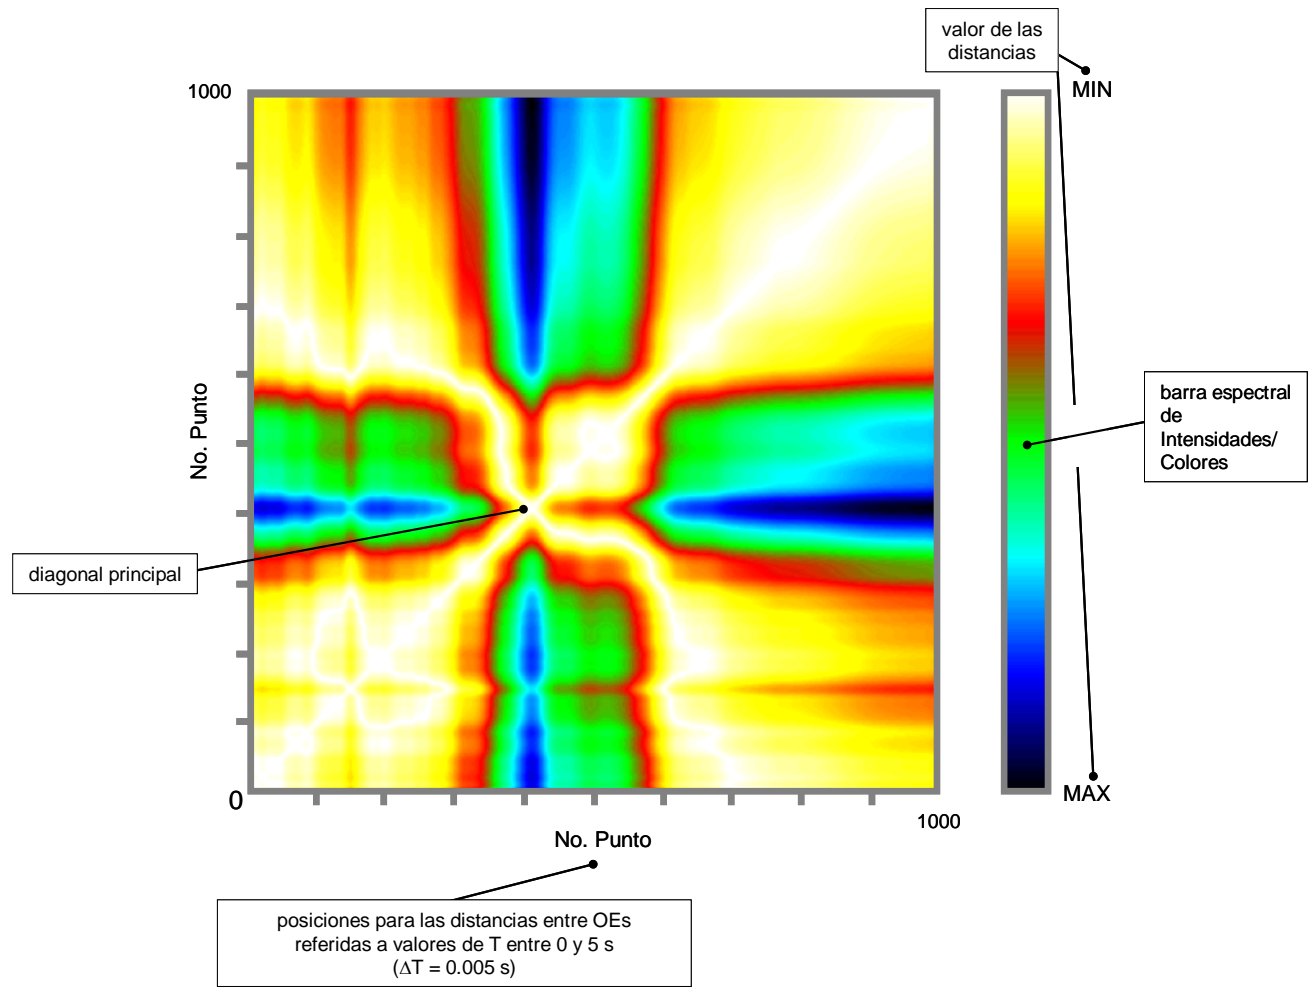 valor de las
distancias
MIN
1000
No. Punto
barra espectral
de
Intensidades/
Colores
diagonal principal
0
MAX
1000
No. Punto
posiciones para las distancias entre OEs
referidas a valores de T entre 0 y 5 s
(ΔT = 0.005 s)